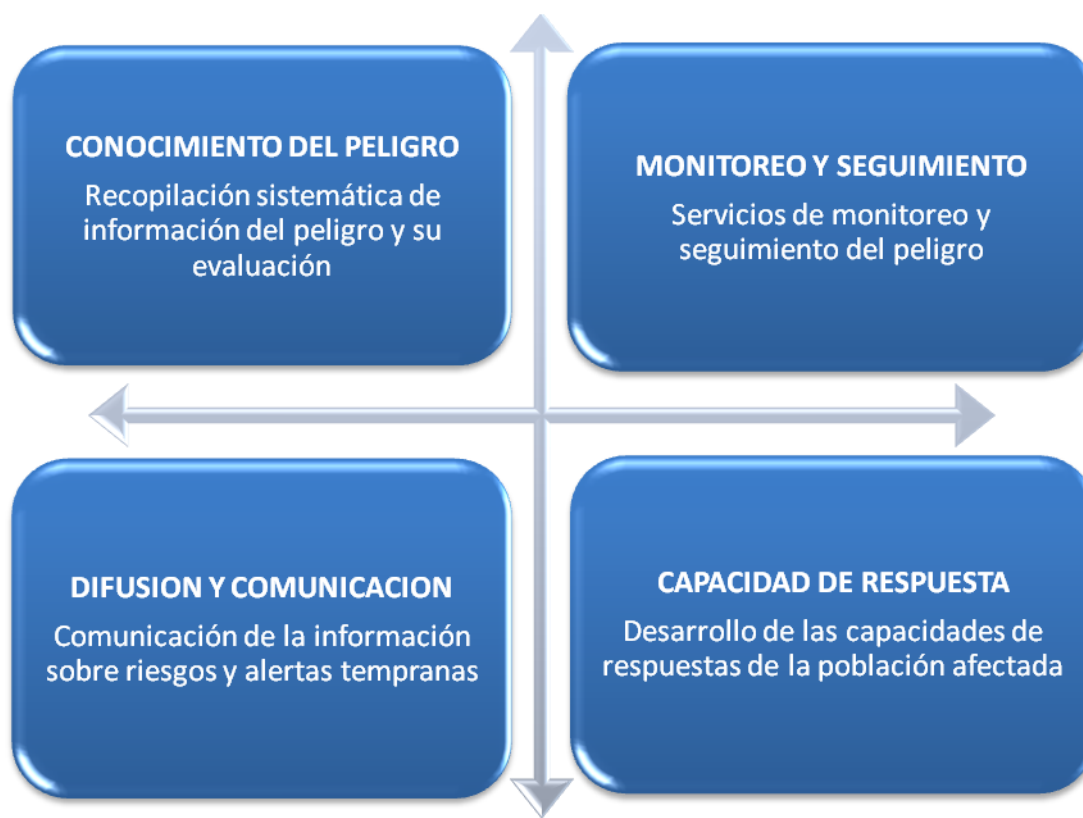 CONOCIMIENTO DEL PELIGRO
Recopilación sistemática de
información del peligro y su
evaluación
MONITOREO Y SEGUIMIENTO
Servicios de monitoreo y
seguimiento del peligro
DIFUSION Y COMUNICACION
Comunicación de la información
sobre riesgos y alertas tempranas
CAPACIDAD DE RESPUESTA
Desarrollo de las capacidades de
respuestas de la población afectada